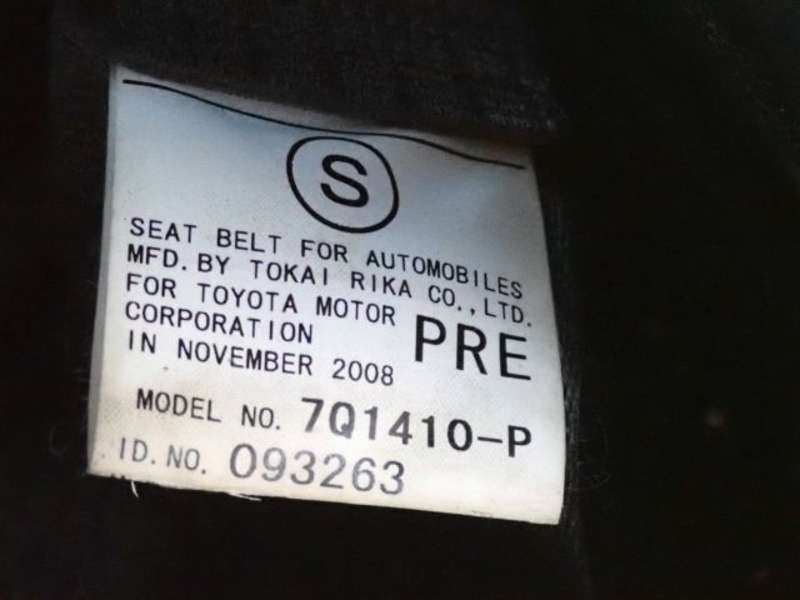 S
SEAT BELT FOR AUTOMOBILES
MFD. BY TOKAI RIKA CO., LTD.
FOR TOYOTA MOTOR
CORPORATION
PRE
IN NOVEMBER 2008
MODEL NO. 7Q1410-P
ID. NO. 093263